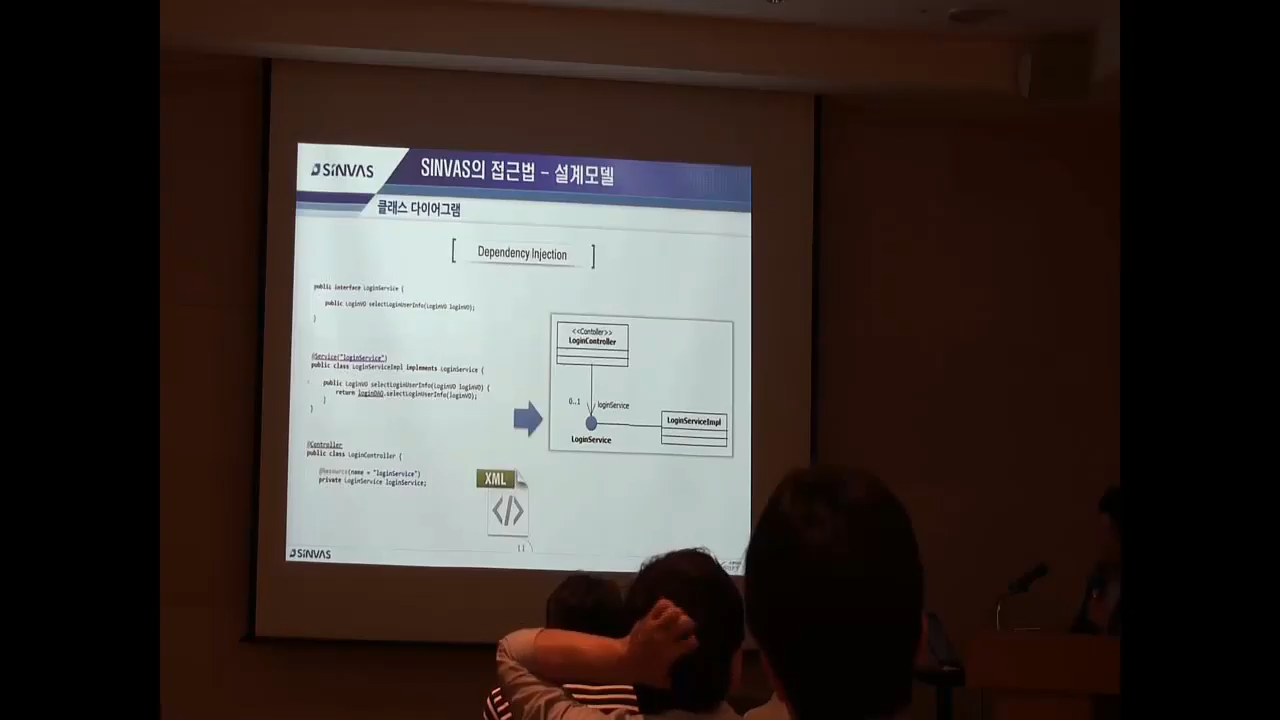 SINVAS
SINVAS의 접근법 - 설계모델
클래스 다이어그램
[ Dependency Injection ]
public interface LoginService {
public LoginVO selectLoginUserInfo(LoginVO loginVO);
}
@Service("loginService")
public class LoginServiceImpl implements LoginService {
public LoginVO selectLoginUserInfo(LoginVO loginVO) {
return loginDAO.selectLoginUserInfo(loginVO);
}
}
@Controller
public class LoginController {
@Resource(name = "loginService")
private LoginService loginService;
XML
</>
<<Contoller>>
LoginController
0..1
loginService
LoginService
LoginServiceImpl
SINVAS
11